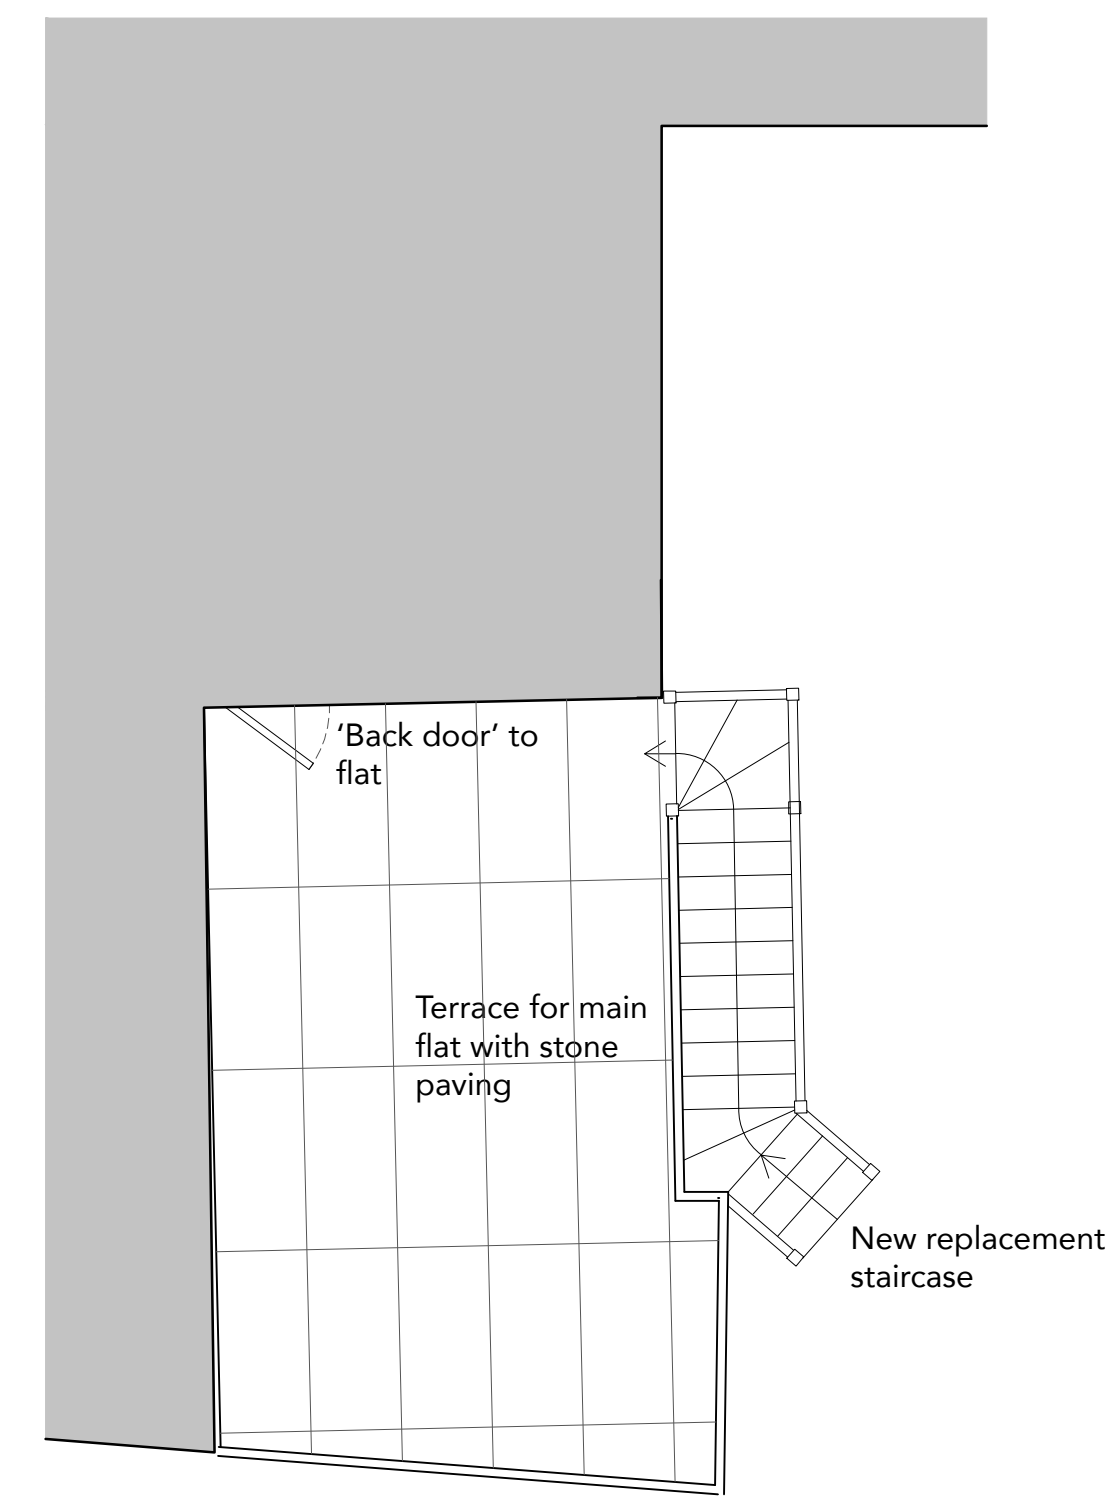 ‘Back door’ to
flat
Terrace for main
flat with stone
paving
New replacement
staircase